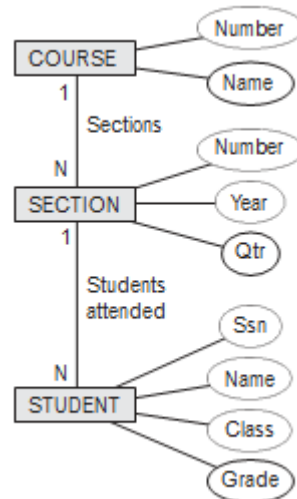 Number
COURSE
Name
1
Sections
N
Number
SECTION
Year
1
Qtr
Students
attended
Ssn
N
Name
STUDENT
Class
Grade